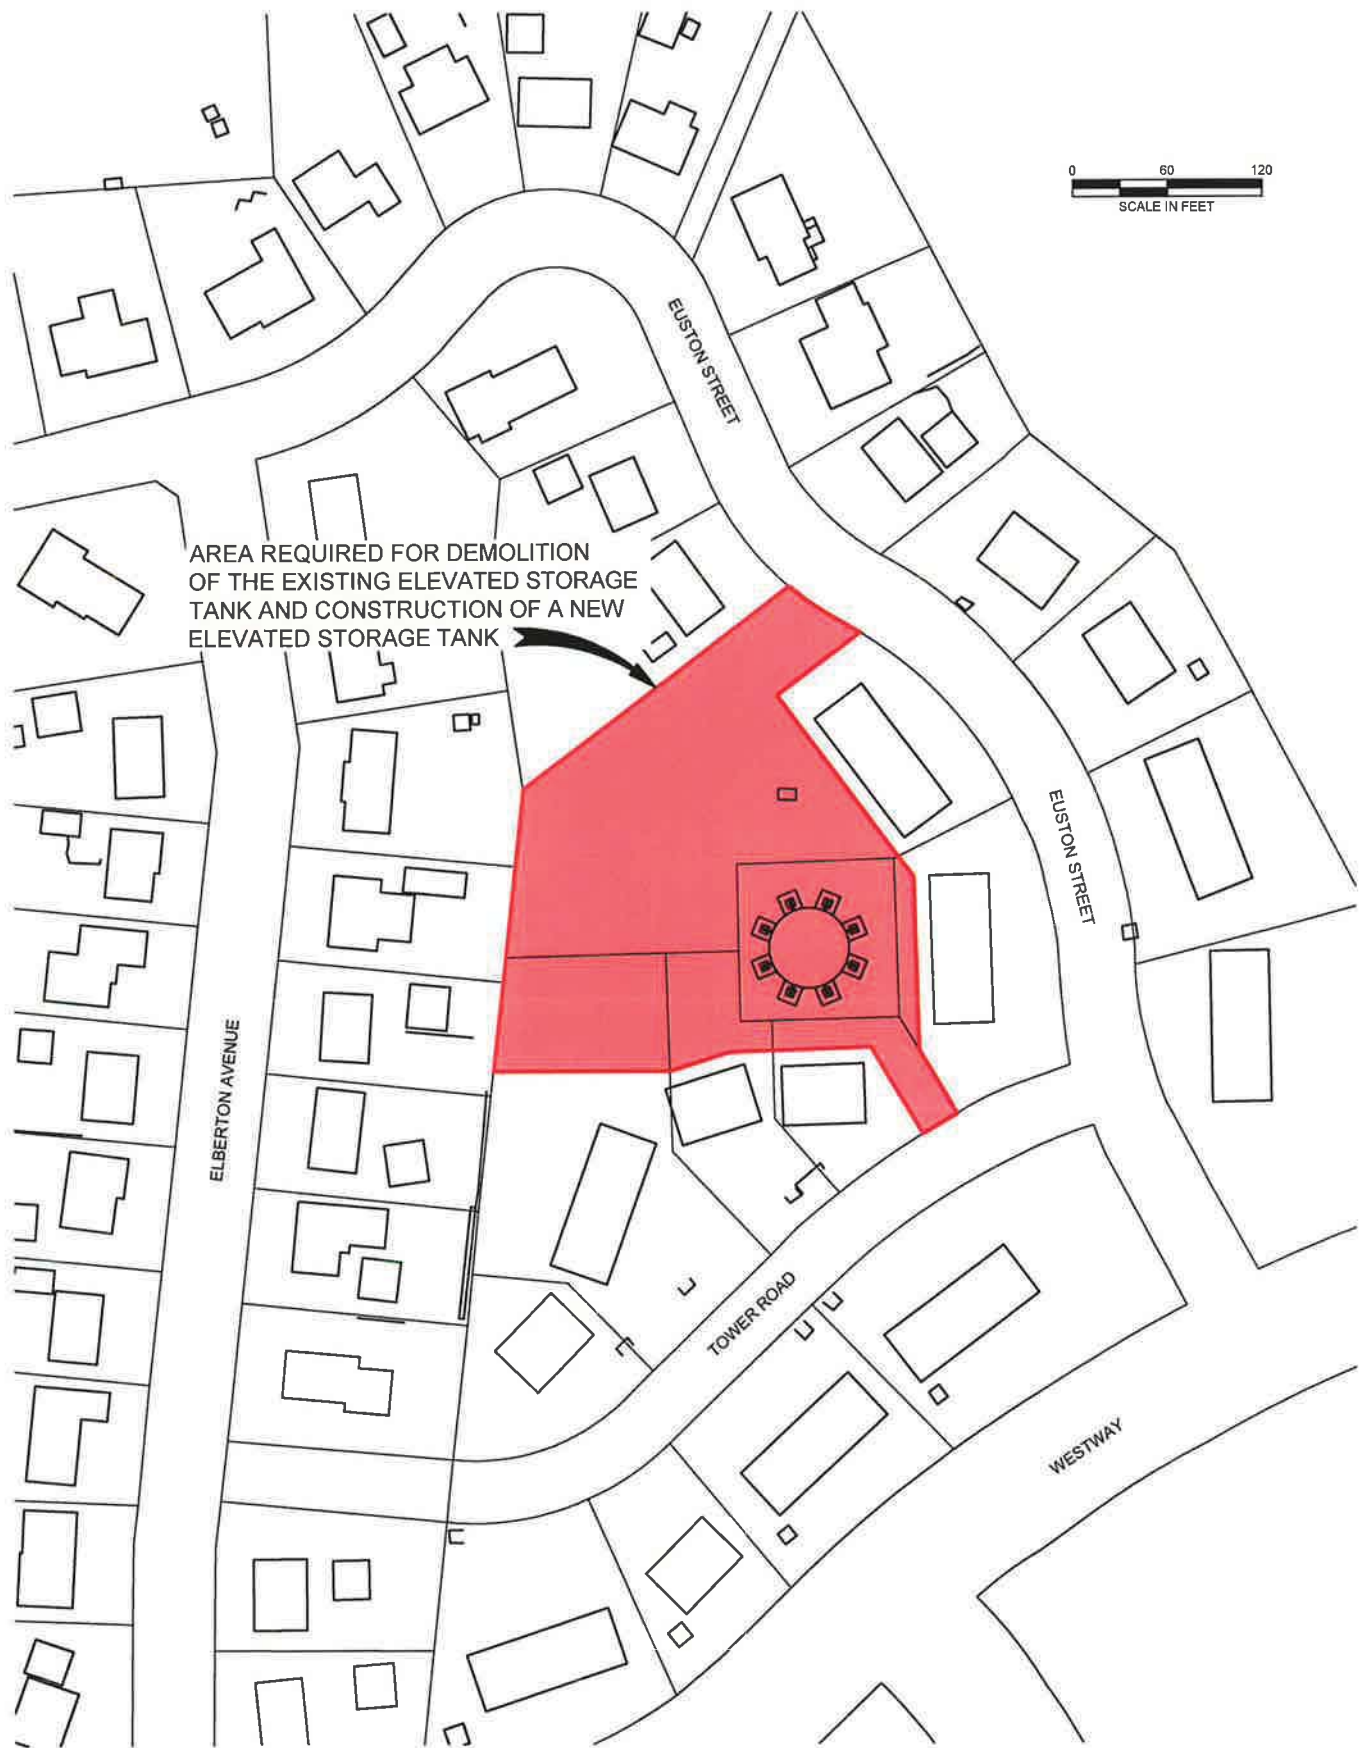 0 60 120
SCALE IN FEET
EUSTON STREET
AREA REQUIRED FOR DEMOLITION
OF THE EXISTING ELEVATED STORAGE
TANK AND CONSTRUCTION OF A NEW
ELEVATED STORAGE TANK
EUSTON STREET
ELBERTON AVENUE
TOWER ROAD
WESTWAY